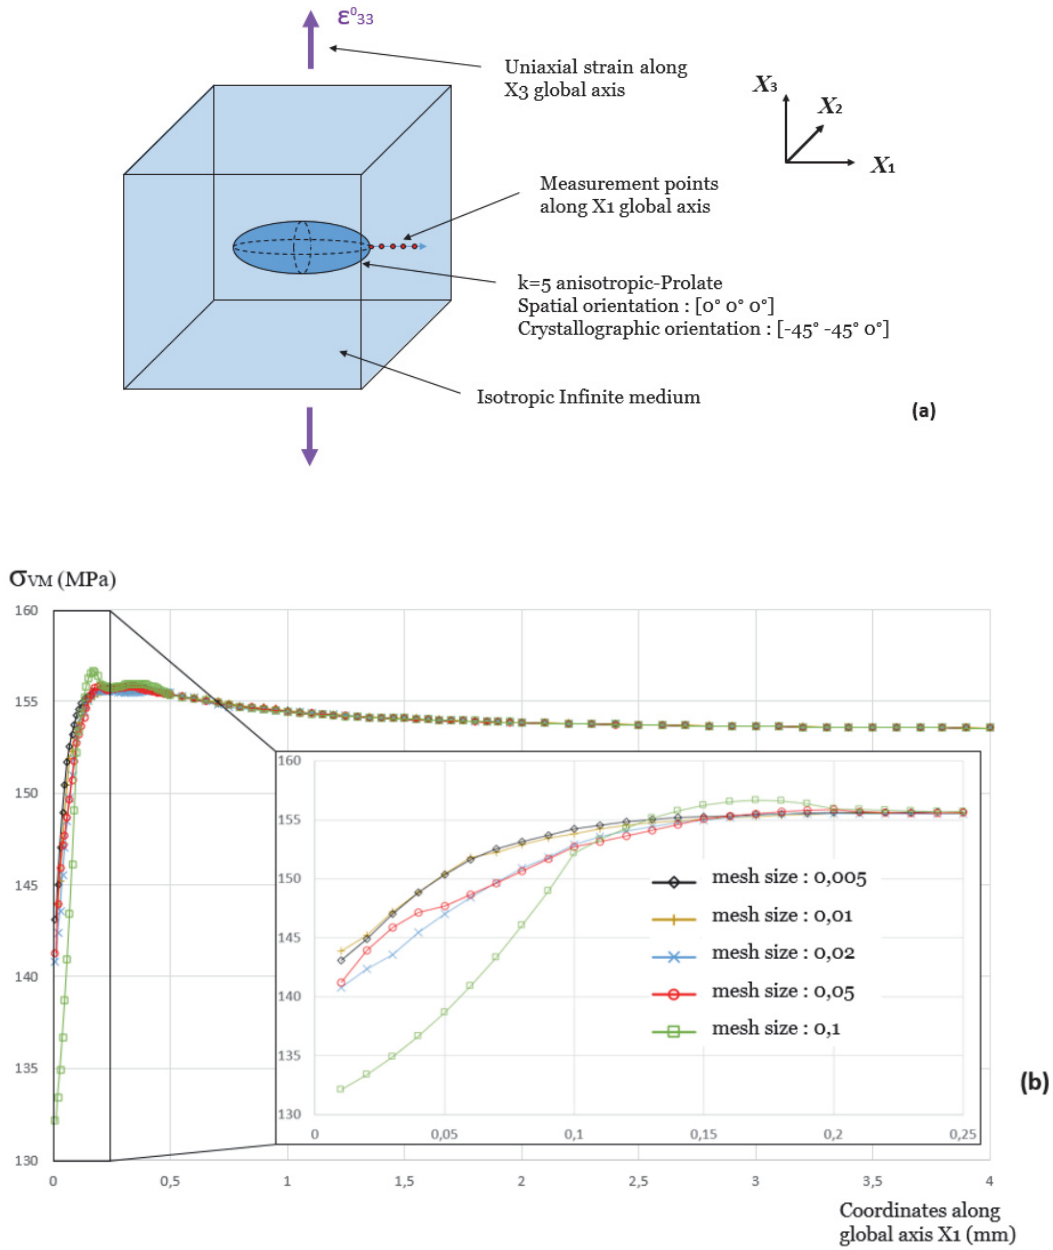 ε⁰33
Uniaxial strain along
X3 global axis
X3
X2
X1
Measurement points
along X1 global axis
k=5 anisotropic-Prolate
Spatial orientation : [0° 0° 0°]
Crystallographic orientation : [-45° -45° 0°]
Isotropic Infinite medium
(a)
σVM (MPa)
160
155
150
145
140
135
130
0
0,5
1
1,5
2
2,5
3
3,5
4
160
155
150
145
140
135
130
0
0,05
0,1
0,15
0,2
0,25
mesh size : 0,005
mesh size : 0,01
mesh size : 0,02
mesh size : 0,05
mesh size : 0,1
(b)
Coordinates along
global axis X1 (mm)